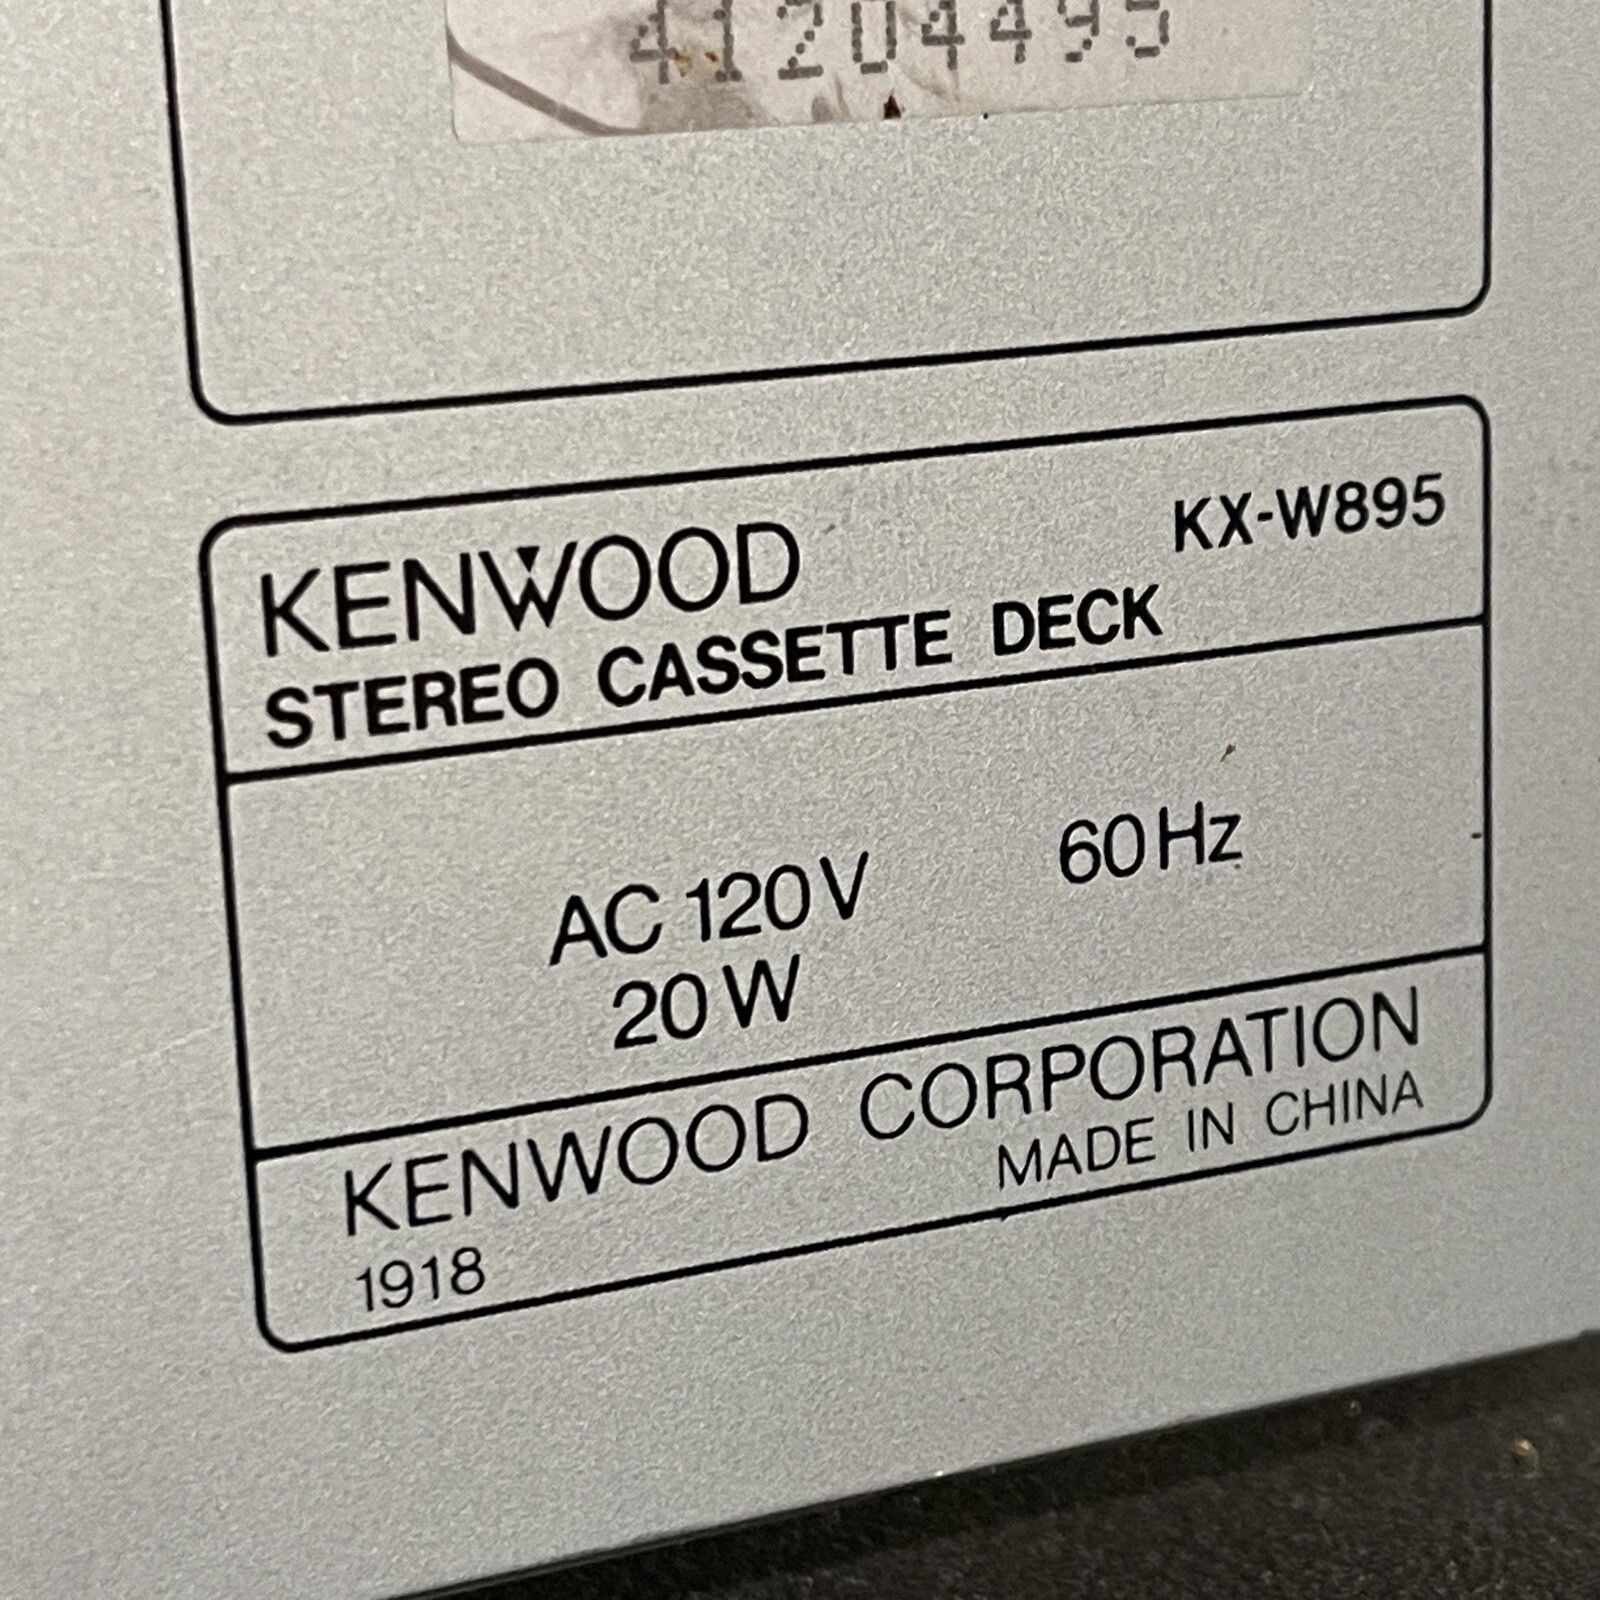 41204495
KENWOOD KX-W895
STEREO CASSETTE DECK
AC 120V 60Hz
20W
KENWOOD CORPORATION
MADE IN CHINA
1918